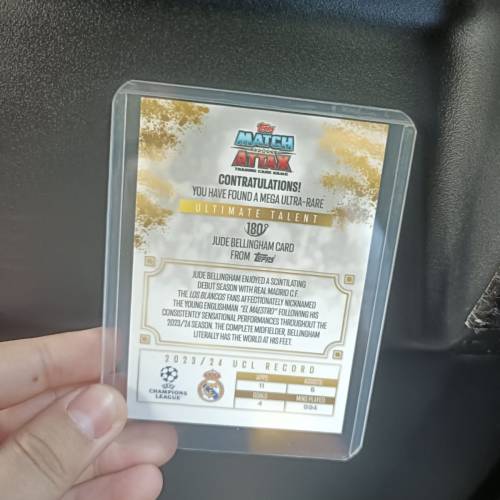 Topps
MATCH
ATTAX
TRADING CARD GAME
CONTRATULATIONS!
YOU HAVE FOUND A MEGA ULTRA-RARE
ULTIMATE TALENT
180
JUDE BELLINGHAM CARD
FROM Topps
JUDE BELLINGHAM ENJOYED A SCINTILATING
DEBUT SEASON WITH REAL MADRID C.F.
THE LOS BLANCOS FANS AFFECTIONATELY NICKNAMED
THE YOUNG ENGLISHMAN "EL MAESTRO" FOLLOWING HIS
CONSISTENTLY SENSATIONAL PERFORMANCES THROUGHOUT THE
2023/24 SEASON. THE COMPLETE MIDFIELDER, BELLINGHAM
LITERALLY HAS THE WORLD AT HIS FEET.
2023/24 UCL RECORD
APPS ASSISTS
11 5
GOALS MINS PLAYED
4 994
CHAMPIONS
LEAGUE